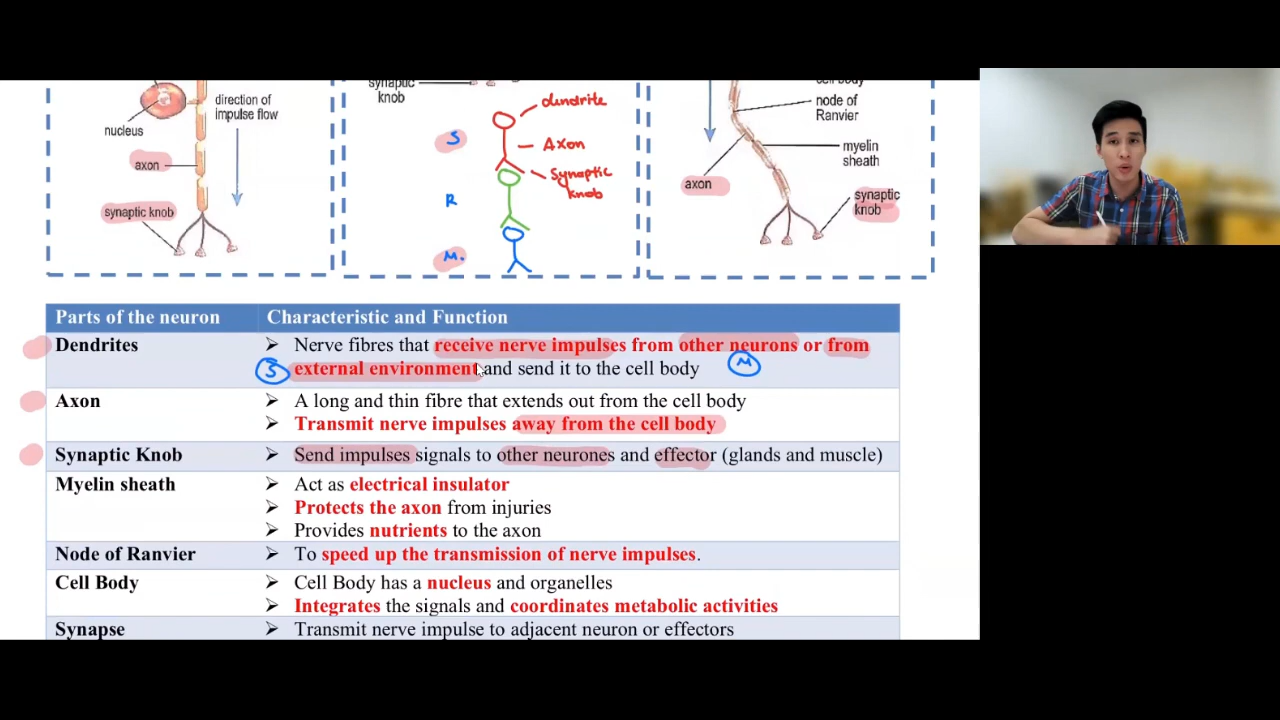 synaptic
knob
nucleus
axon
synaptic knob
direction of
impulse flow
dendrite
S
Axon
Synaptic
knob
R
M.
cell body
node of
Ranvier
myelin
sheath
axon
synaptic
knob
Parts of the neuron Characteristic and Function
Dendrites ➢ Nerve fibres that receive nerve impulses from other neurons or from
S external environment and send it to the cell body M
Axon ➢ A long and thin fibre that extends out from the cell body
➢ Transmit nerve impulses away from the cell body
Synaptic Knob ➢ Send impulses signals to other neurones and effector (glands and muscle)
Myelin sheath ➢ Act as electrical insulator
➢ Protects the axon from injuries
➢ Provides nutrients to the axon
Node of Ranvier ➢ To speed up the transmission of nerve impulses.
Cell Body ➢ Cell Body has a nucleus and organelles
➢ Integrates the signals and coordinates metabolic activities
Synapse ➢ Transmit nerve impulse to adjacent neuron or effectors